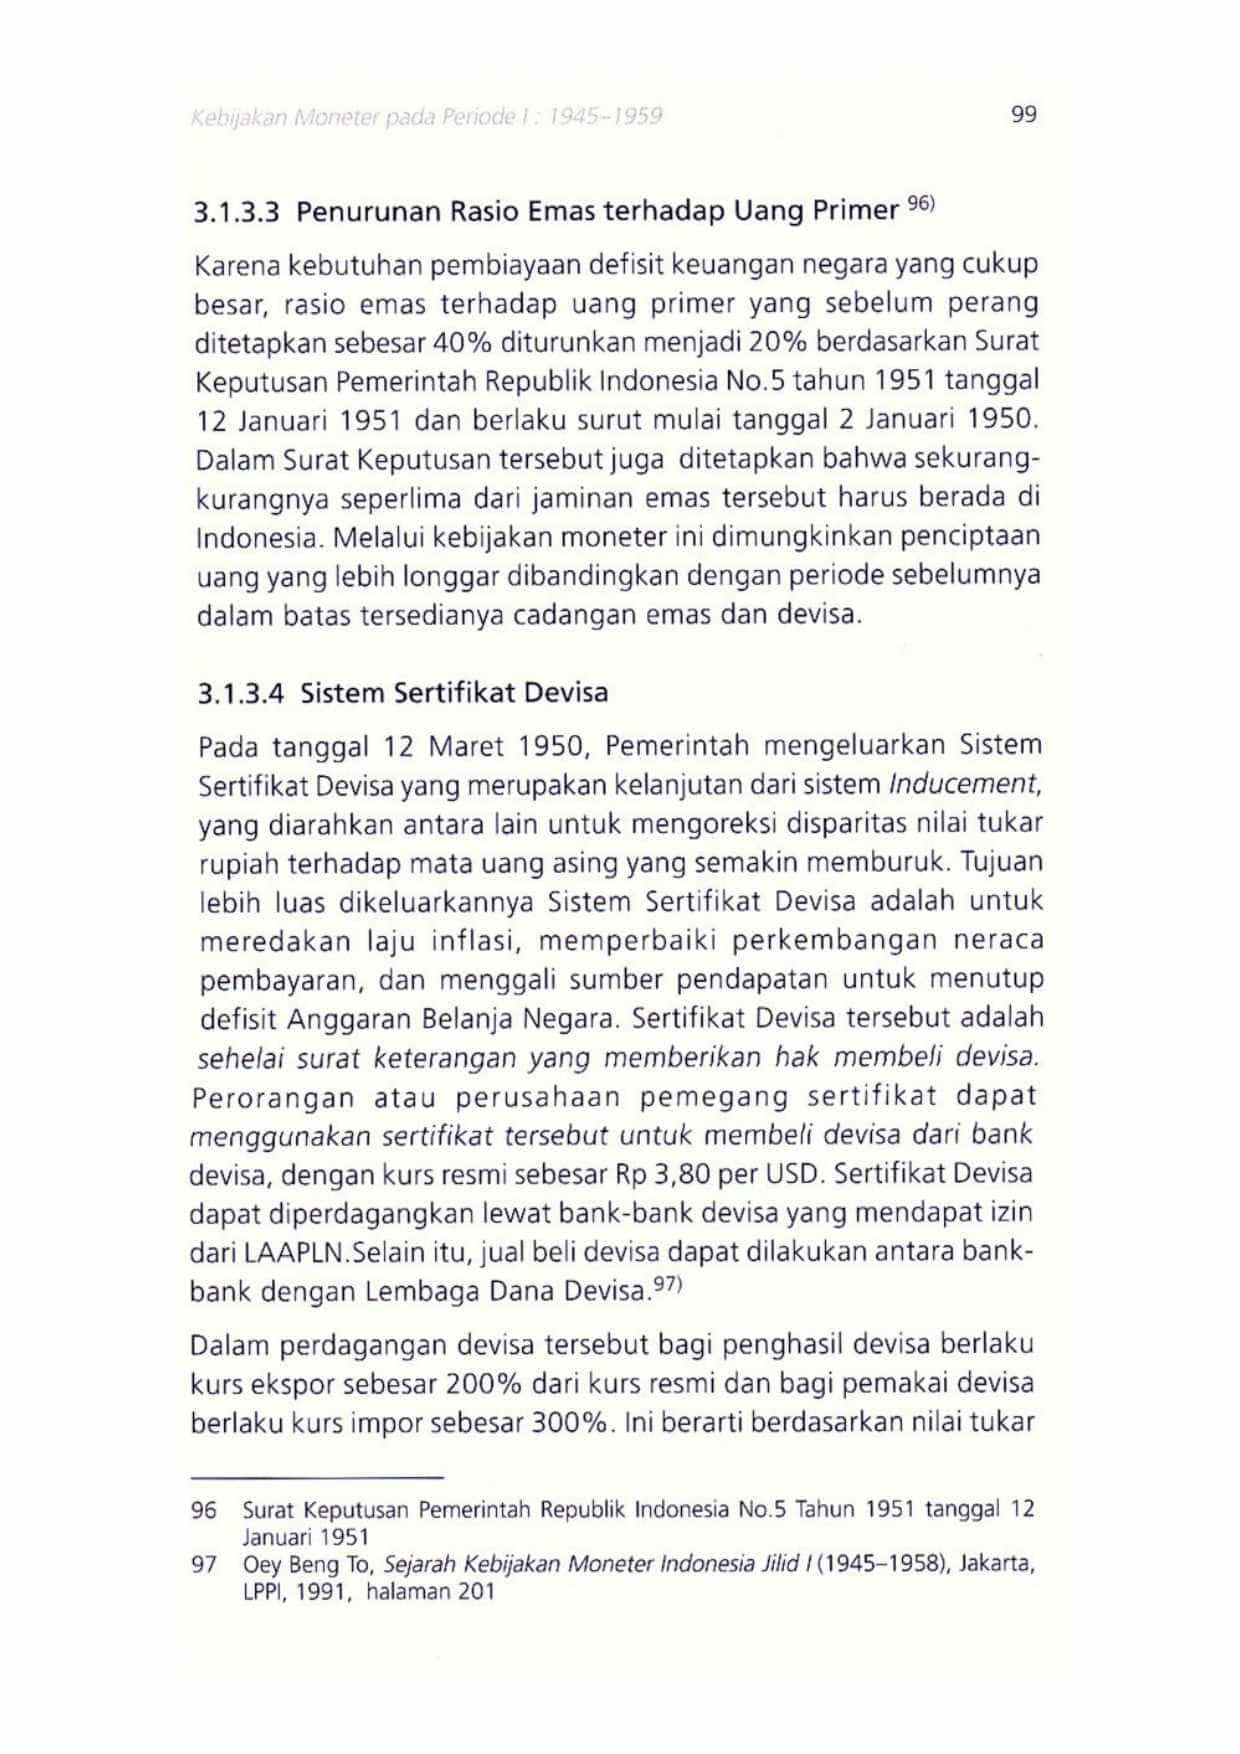 Kebijakan Moneter pada Periode I : 1945–1959 99
3.1.3.3 Penurunan Rasio Emas terhadap Uang Primer 96)
Karena kebutuhan pembiayaan defisit keuangan negara yang cukup
besar, rasio emas terhadap uang primer yang sebelum perang
ditetapkan sebesar 40% diturunkan menjadi 20% berdasarkan Surat
Keputusan Pemerintah Republik Indonesia No.5 tahun 1951 tanggal
12 Januari 1951 dan berlaku surut mulai tanggal 2 Januari 1950.
Dalam Surat Keputusan tersebut juga ditetapkan bahwa sekurang-
kurangnya seperlima dari jaminan emas tersebut harus berada di
Indonesia. Melalui kebijakan moneter ini dimungkinkan penciptaan
uang yang lebih longgar dibandingkan dengan periode sebelumnya
dalam batas tersedianya cadangan emas dan devisa.
3.1.3.4 Sistem Sertifikat Devisa
Pada tanggal 12 Maret 1950, Pemerintah mengeluarkan Sistem
Sertifikat Devisa yang merupakan kelanjutan dari sistem Inducement,
yang diarahkan antara lain untuk mengoreksi disparitas nilai tukar
rupiah terhadap mata uang asing yang semakin memburuk. Tujuan
lebih luas dikeluarkannya Sistem Sertifikat Devisa adalah untuk
meredakan laju inflasi, memperbaiki perkembangan neraca
pembayaran, dan menggali sumber pendapatan untuk menutup
defisit Anggaran Belanja Negara. Sertifikat Devisa tersebut adalah
sehelai surat keterangan yang memberikan hak membeli devisa.
Perorangan atau perusahaan pemegang sertifikat dapat
menggunakan sertifikat tersebut untuk membeli devisa dari bank
devisa, dengan kurs resmi sebesar Rp 3,80 per USD. Sertifikat Devisa
dapat diperdagangkan lewat bank-bank devisa yang mendapat izin
dari LAAPLN.Selain itu, jual beli devisa dapat dilakukan antara bank-
bank dengan Lembaga Dana Devisa.97)
Dalam perdagangan devisa tersebut bagi penghasil devisa berlaku
kurs ekspor sebesar 200% dari kurs resmi dan bagi pemakai devisa
berlaku kurs impor sebesar 300%. Ini berarti berdasarkan nilai tukar
96 Surat Keputusan Pemerintah Republik Indonesia No.5 Tahun 1951 tanggal 12
Januari 1951
97 Oey Beng To, Sejarah Kebijakan Moneter Indonesia Jilid I (1945–1958), Jakarta,
LPPI, 1991, halaman 201